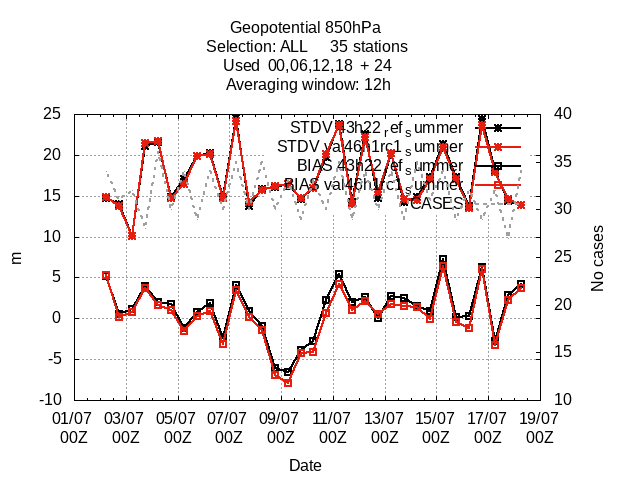 Geopotential 850hPa
Selection: ALL 35 stations
Used 00,06,12,18 + 24
Averaging window: 12h
25 40
STDV 43h22_ref_summer
STDV val46h1rc1_summer
20 35
BIAS 43h22_ref_summer
BIAS val46h1rc1_summer
15 30
CASES
10
m
No cases
5 25
0 20
-5 15
-10 10
01/07 03/07 05/07 07/07 09/07 11/07 13/07 15/07 17/07 19/07
00Z 00Z 00Z 00Z 00Z 00Z 00Z 00Z 00Z 00Z
Date